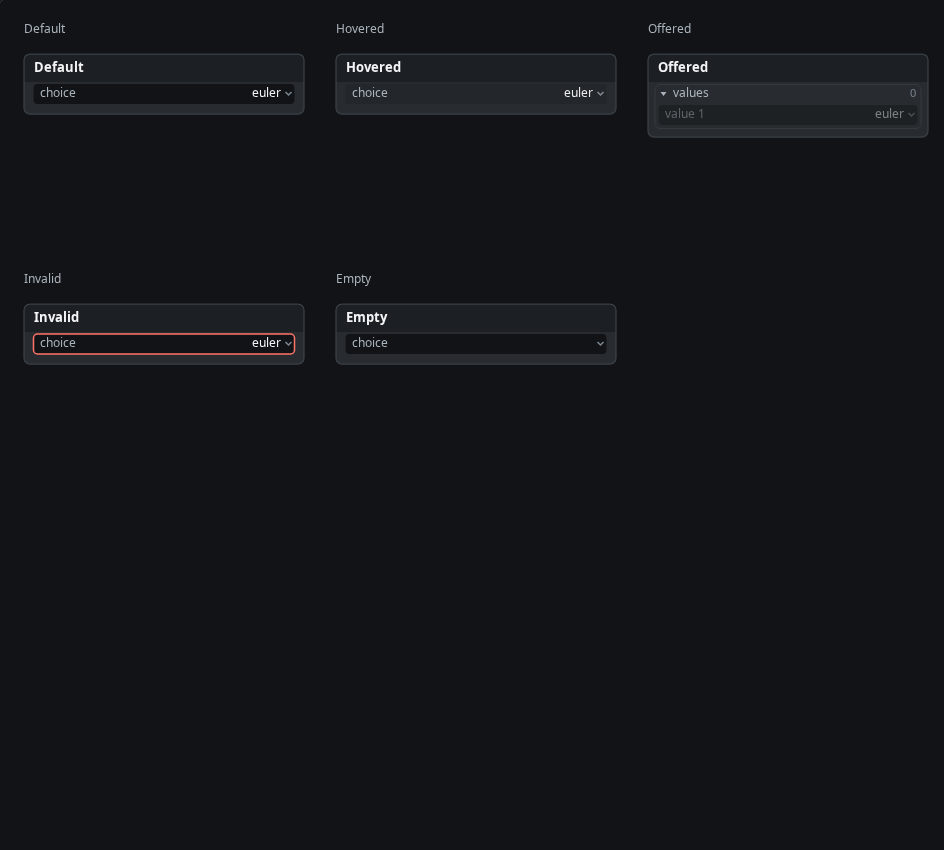 Default
Hovered
Offered
Default
Hovered
Offered
choice euler
choice euler
values 0
value 1 euler
Invalid
Empty
Invalid
Empty
choice euler
choice